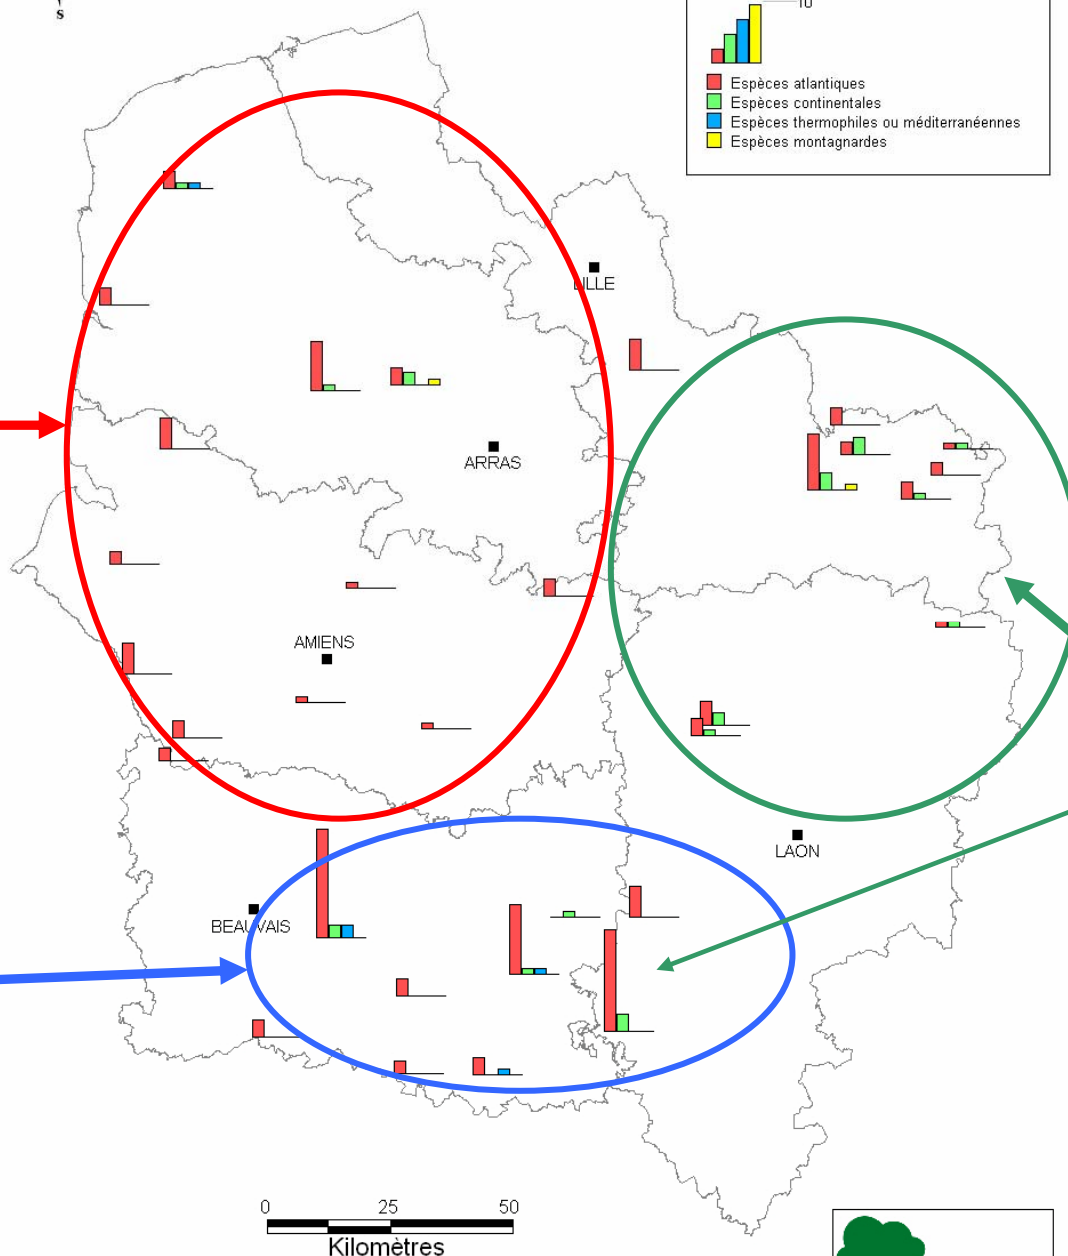 s
10
Espèces atlantiques
Espèces continentales
Espèces thermophiles ou méditerranéennes
Espèces montagnardes
LILLE
ARRAS
AMIENS
LAON
BEAUVAIS
0 25 50
Kilomètres